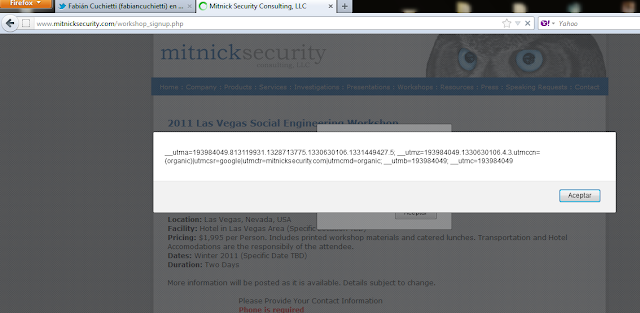 Firefox
Fabián Cuchietti (fabiancuchietti) en ...
Mitnick Security Consulting, LLC
www.mitnicksecurity.com/workshop_signup.php
Yahoo
mitnicksecurity
consulting, llc.
Home :: Company :: Products :: Services :: Investigations :: Presentations :: Workshops :: Resources :: Press :: Speaking Requests :: Contact
2011 Las Vegas Social Engineering Workshop
__utma=193984049.813119931.1328713775.1330630106.1331449427.5; __utmz=193984049.1330630106.4.3.utmccn=
(organic)|utmcsr=google|utmctr=mitnicksecurity.com|utmcmd=organic; __utmb=193984049; __utmc=193984049
Aceptar
Aceptar
Location: Las Vegas, Nevada, USA
Facility: Hotel in Las Vegas Area (Specific
Pricing: $1,995 per Person. Includes printed workshop materials and catered lunches. Transportation and Hotel
Accomodations are the responsibily of the attendee.
Dates: Winter 2011 (Specific Date TBD)
Duration: Two Days
More information will be posted as it is available. Details subject to change.
Please Provide Your Contact Information
Phone is required